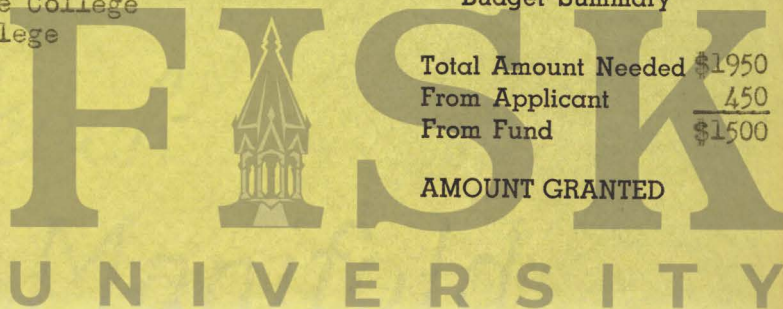 e College
lege
Budget Summary
Total Amount Needed $1950
From Applicant 450
From Fund $1500
AMOUNT GRANTED
FISK
UNIVERSITY